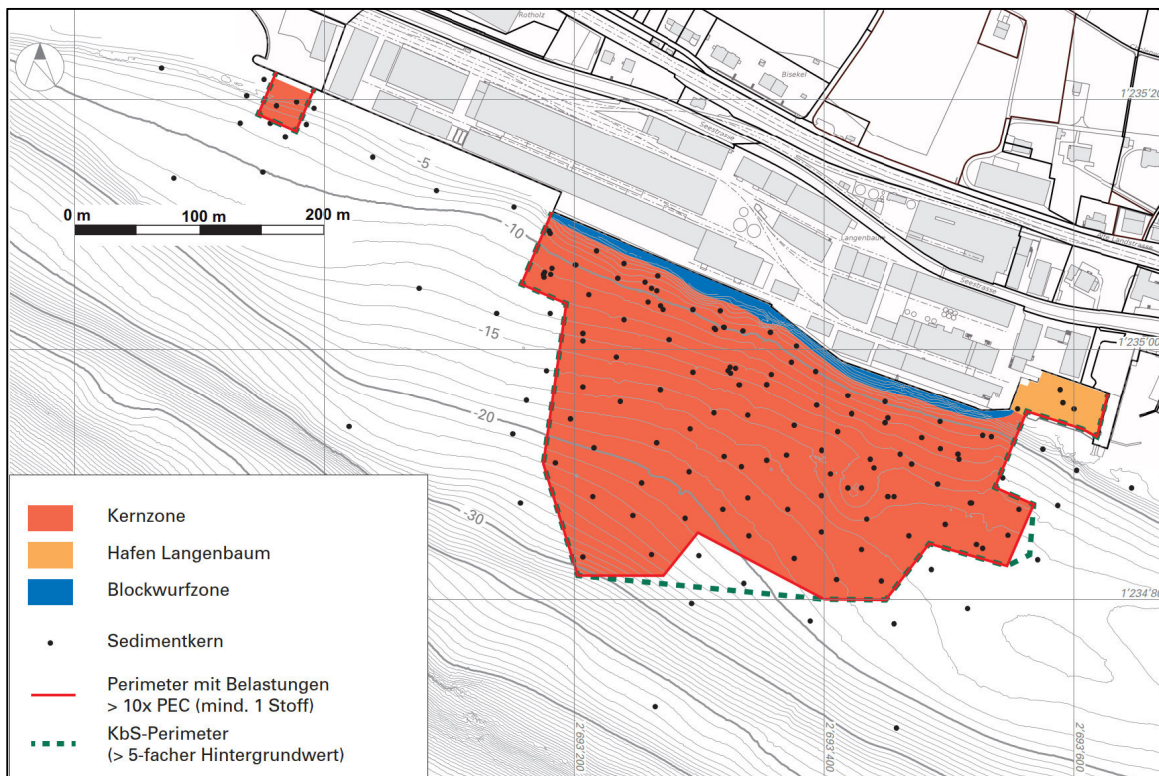 Rotholz
Bisekel
1'235'20
-5
Seestrasse
0 m 100 m 200 m
-10
Langenbaum
Landstrasse
Seestrasse
-15
1'235'00
-20
-30
1'234'80
Kernzone
Hafen Langenbaum
Blockwurfzone
Sedimentkern
Perimeter mit Belastungen
> 10x PEC (mind. 1 Stoff)
KbS-Perimeter
(> 5-facher Hintergrundwert)
2'693'200
2'693'400
2'693'600